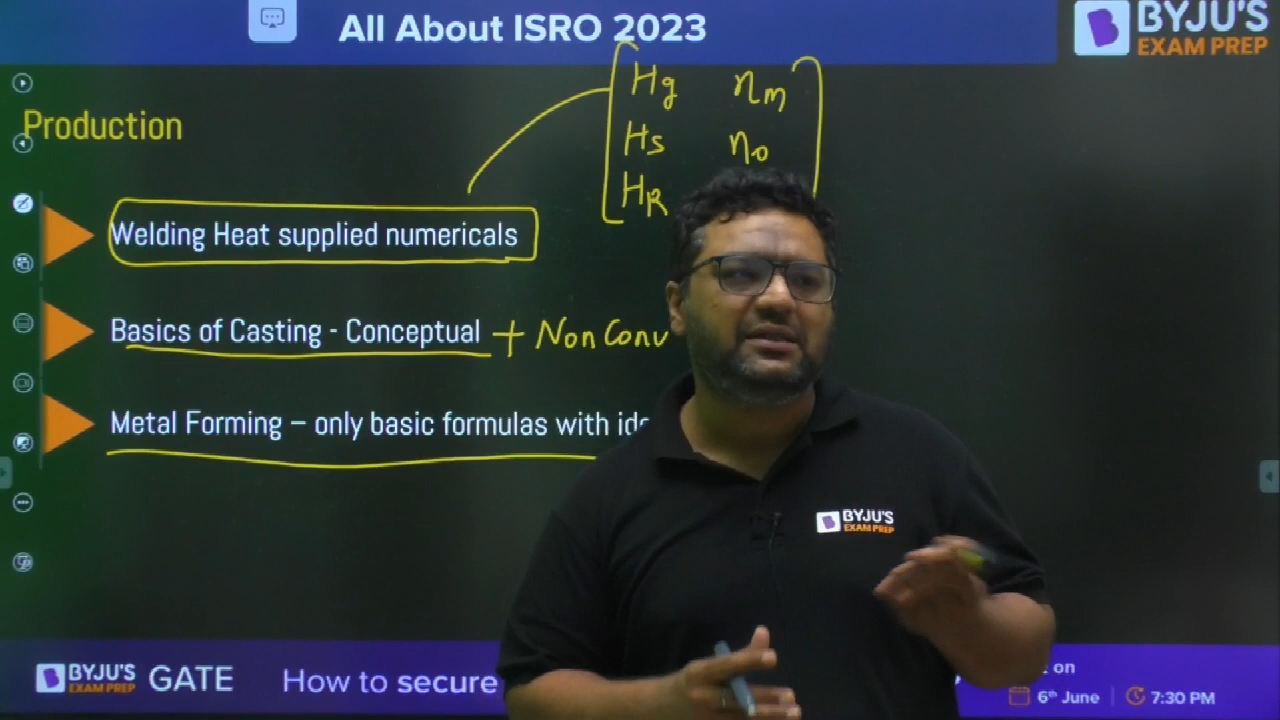 All About ISRO 2023
BYJU'S
EXAM PREP
Hg ηm
Production
Hs ηo
HR
Welding Heat supplied numericals
Basics of Casting - Conceptual + Non Conv
Metal Forming – only basic formulas with
BYJU'S
EXAM PREP
BYJU'S
EXAM PREP
GATE
How to secure
on
6th June | 7:30 PM